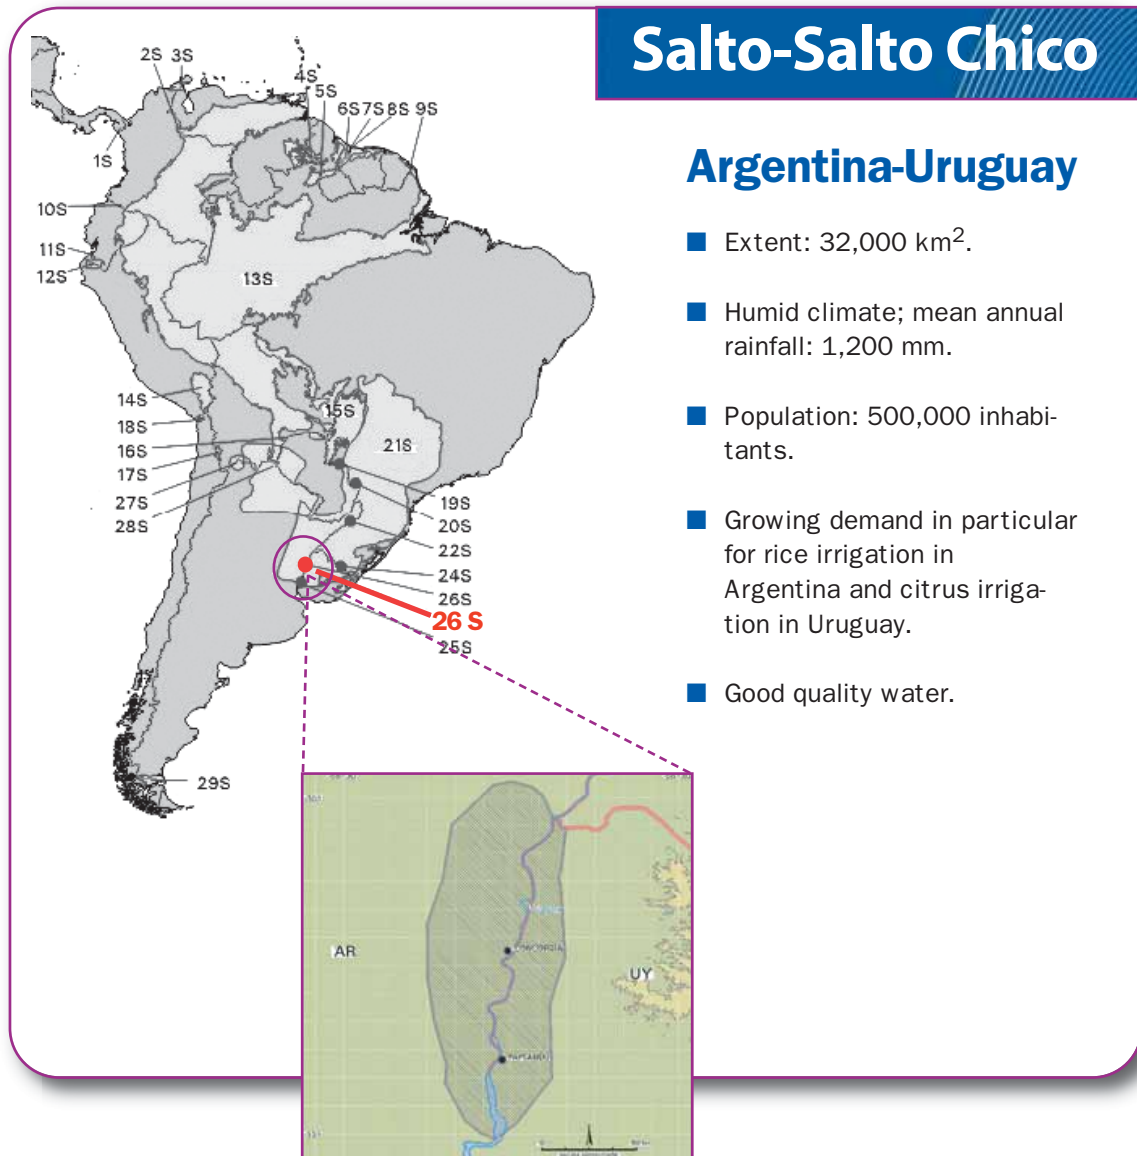 Salto-Salto Chico
Argentina-Uruguay
■ Extent: 32,000 km².
■ Humid climate; mean annual
rainfall: 1,200 mm.
■ Population: 500,000 inhabi-
tants.
■ Growing demand in particular
for rice irrigation in
Argentina and citrus irriga-
tion in Uruguay.
■ Good quality water.
2S 3S
4S
5S
6S 7S 8S 9S
1S
10S
11S
12S
13S
14S
15S
18S
16S
21S
17S
27S
28S
19S
20S
22S
24S
26S
26 S
25S
29S
AR
CONCORDIA
UY